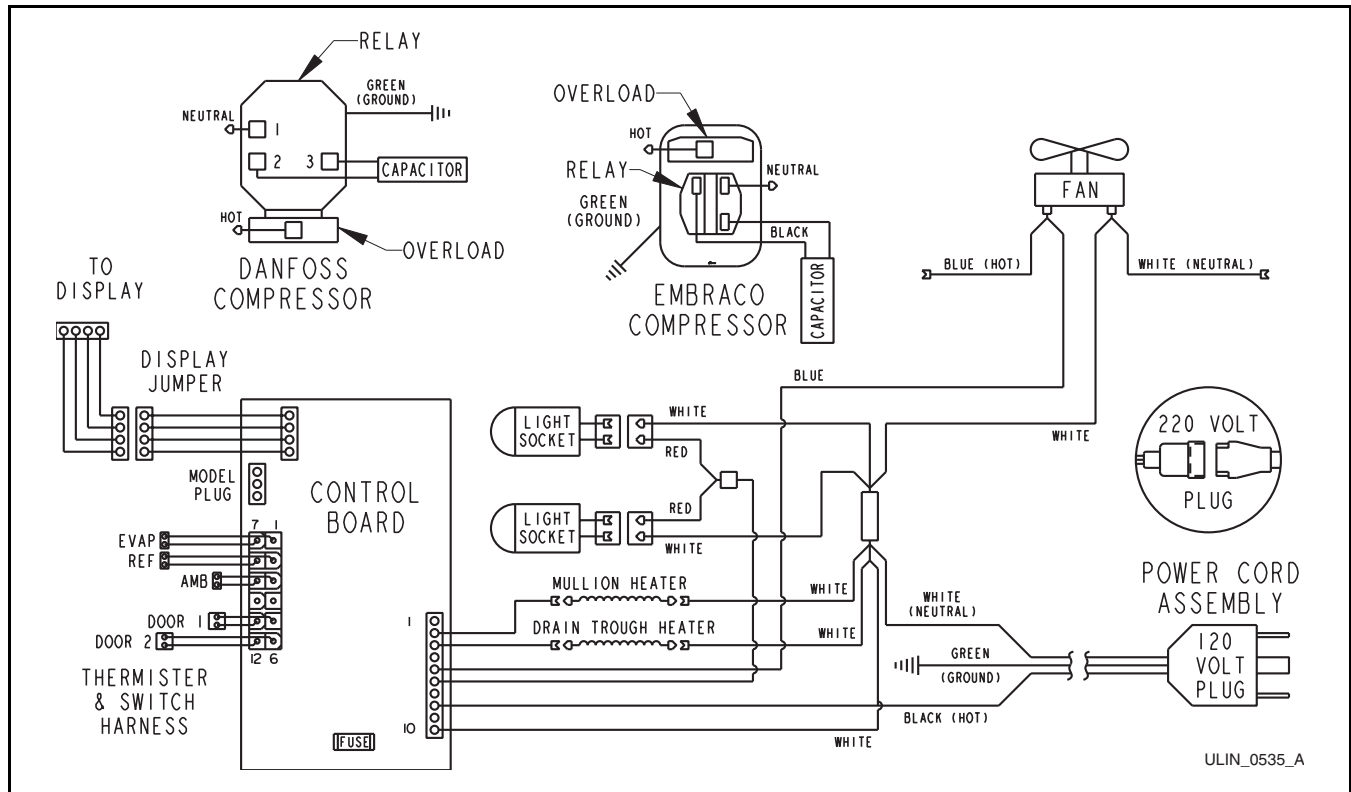 RELAY
GREEN
(GROUND)
NEUTRAL
1
2
3
CAPACITOR
HOT
OVERLOAD
DANFOSS
COMPRESSOR
OVERLOAD
HOT
RELAY
NEUTRAL
GREEN
(GROUND)
BLACK
CAPACITOR
EMBRACO
COMPRESSOR
FAN
BLUE (HOT)
WHITE (NEUTRAL)
TO
DISPLAY
DISPLAY
JUMPER
MODEL
PLUG
CONTROL
BOARD
7 1
EVAP
REF
AMB
DOOR 1
DOOR 2
12 6
THERMISTER
& SWITCH
HARNESS
FUSE
1
10
LIGHT
SOCKET
WHITE
RED
LIGHT
SOCKET
RED
WHITE
BLUE
WHITE
MULLION HEATER
WHITE
DRAIN TROUGH HEATER
WHITE
WHITE
(NEUTRAL)
GREEN
(GROUND)
BLACK (HOT)
WHITE
220 VOLT
PLUG
POWER CORD
ASSEMBLY
120
VOLT
PLUG
ULIN_0535_A